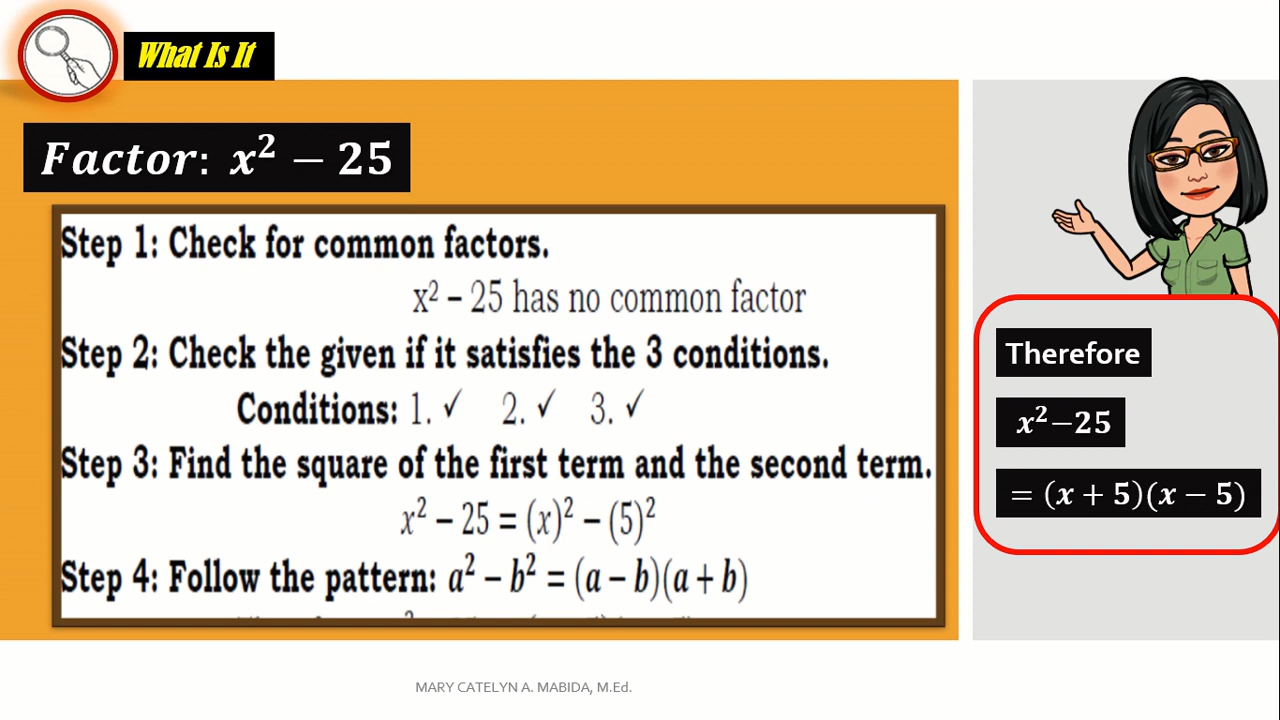 What Is It
Factor: x² − 25
Step 1: Check for common factors.
x² – 25 has no common factor
Step 2: Check the given if it satisfies the 3 conditions.
Conditions: 1. ✓ 2. ✓ 3. ✓
Step 3: Find the square of the first term and the second term.
x² – 25 = (x)² – (5)²
Step 4: Follow the pattern: a² – b² = (a – b)(a + b)
Therefore
x²−25
= (x + 5)(x − 5)
MARY CATELYN A. MABIDA, M.Ed.